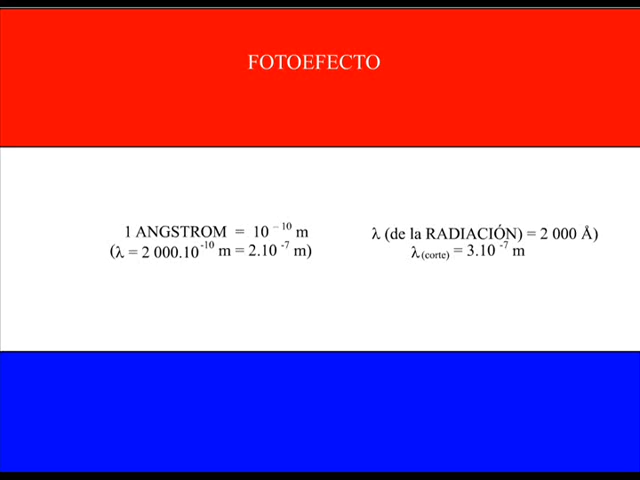 FOTOEFECTO
1 ANGSTROM = 10⁻¹⁰ m
(λ = 2 000.10⁻¹⁰ m = 2.10⁻⁷ m)
λ (de la RADIACIÓN) = 2 000 Å)
λ(corte) = 3.10⁻⁷ m